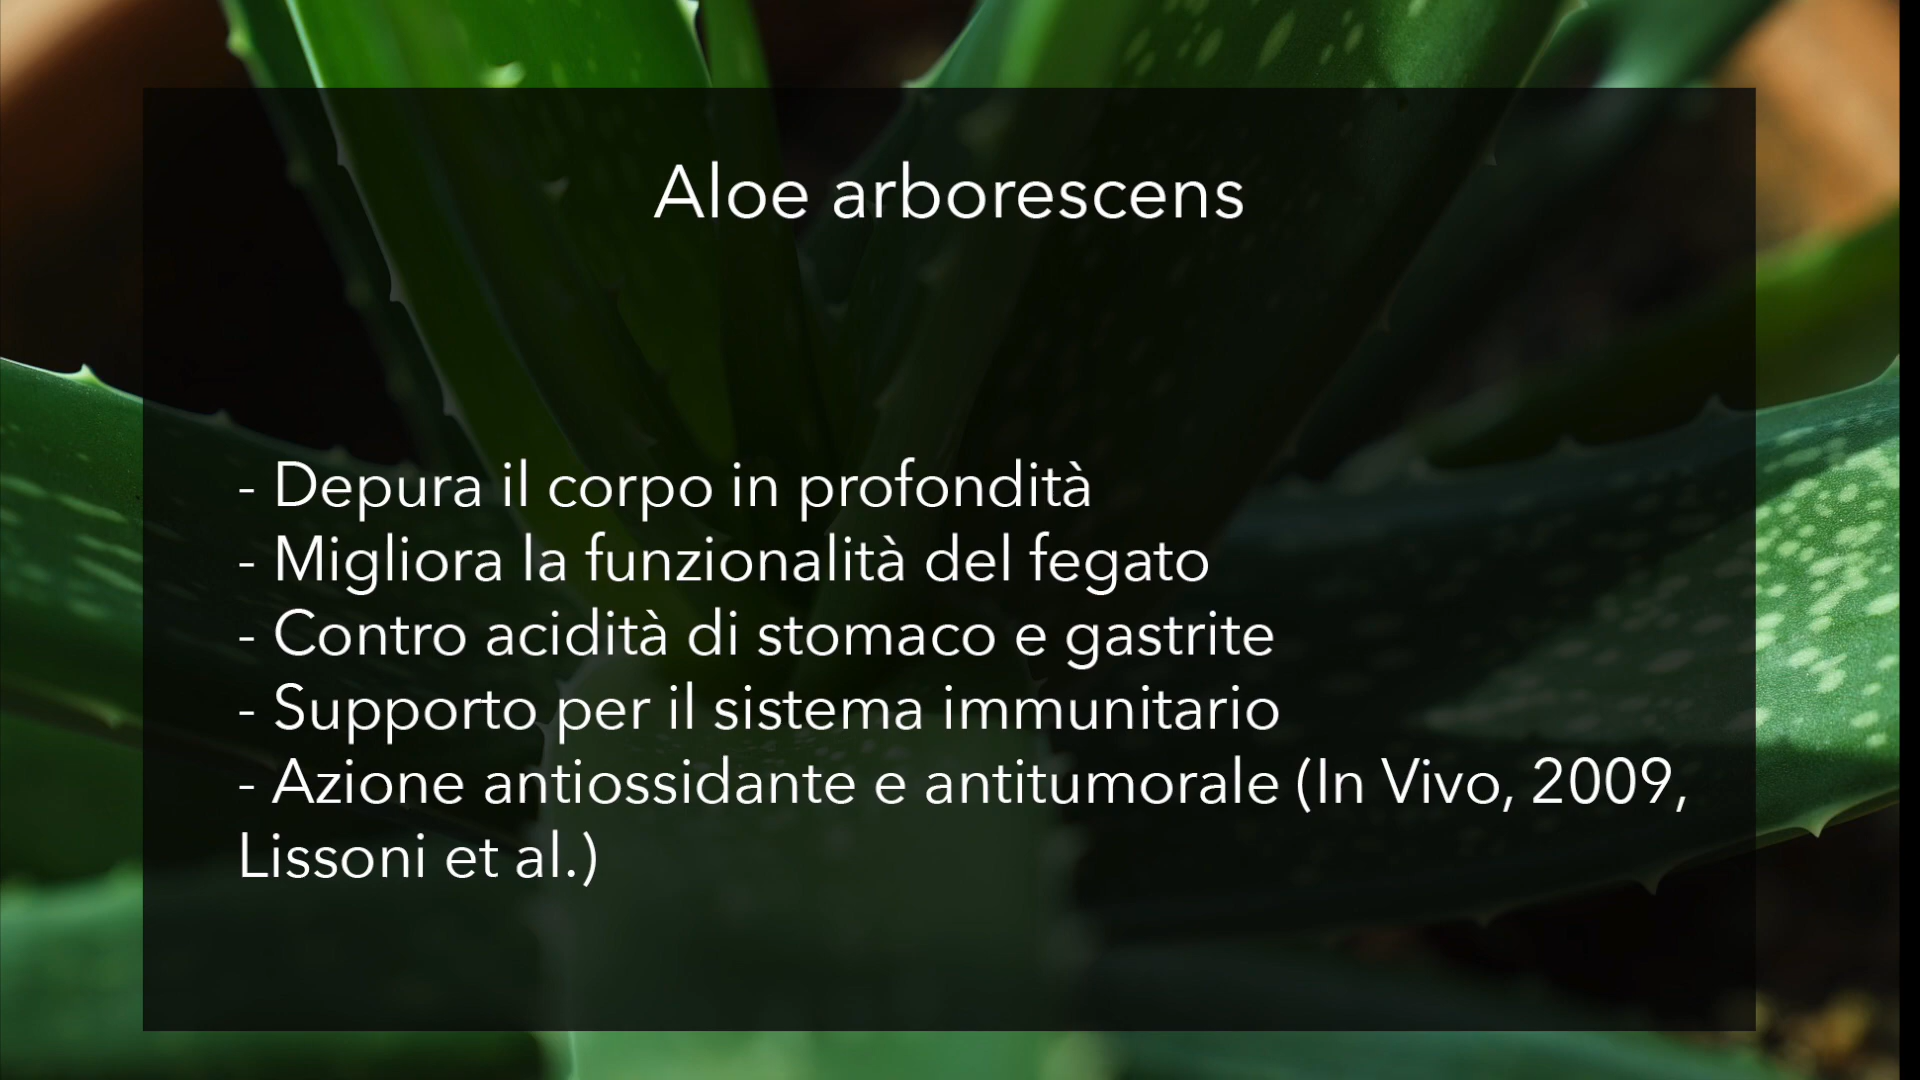 Aloe arborescens
- Depura il corpo in profondità
- Migliora la funzionalità del fegato
- Contro acidità di stomaco e gastrite
- Supporto per il sistema immunitario
- Azione antiossidante e antitumorale (In Vivo, 2009,
Lissoni et al.)